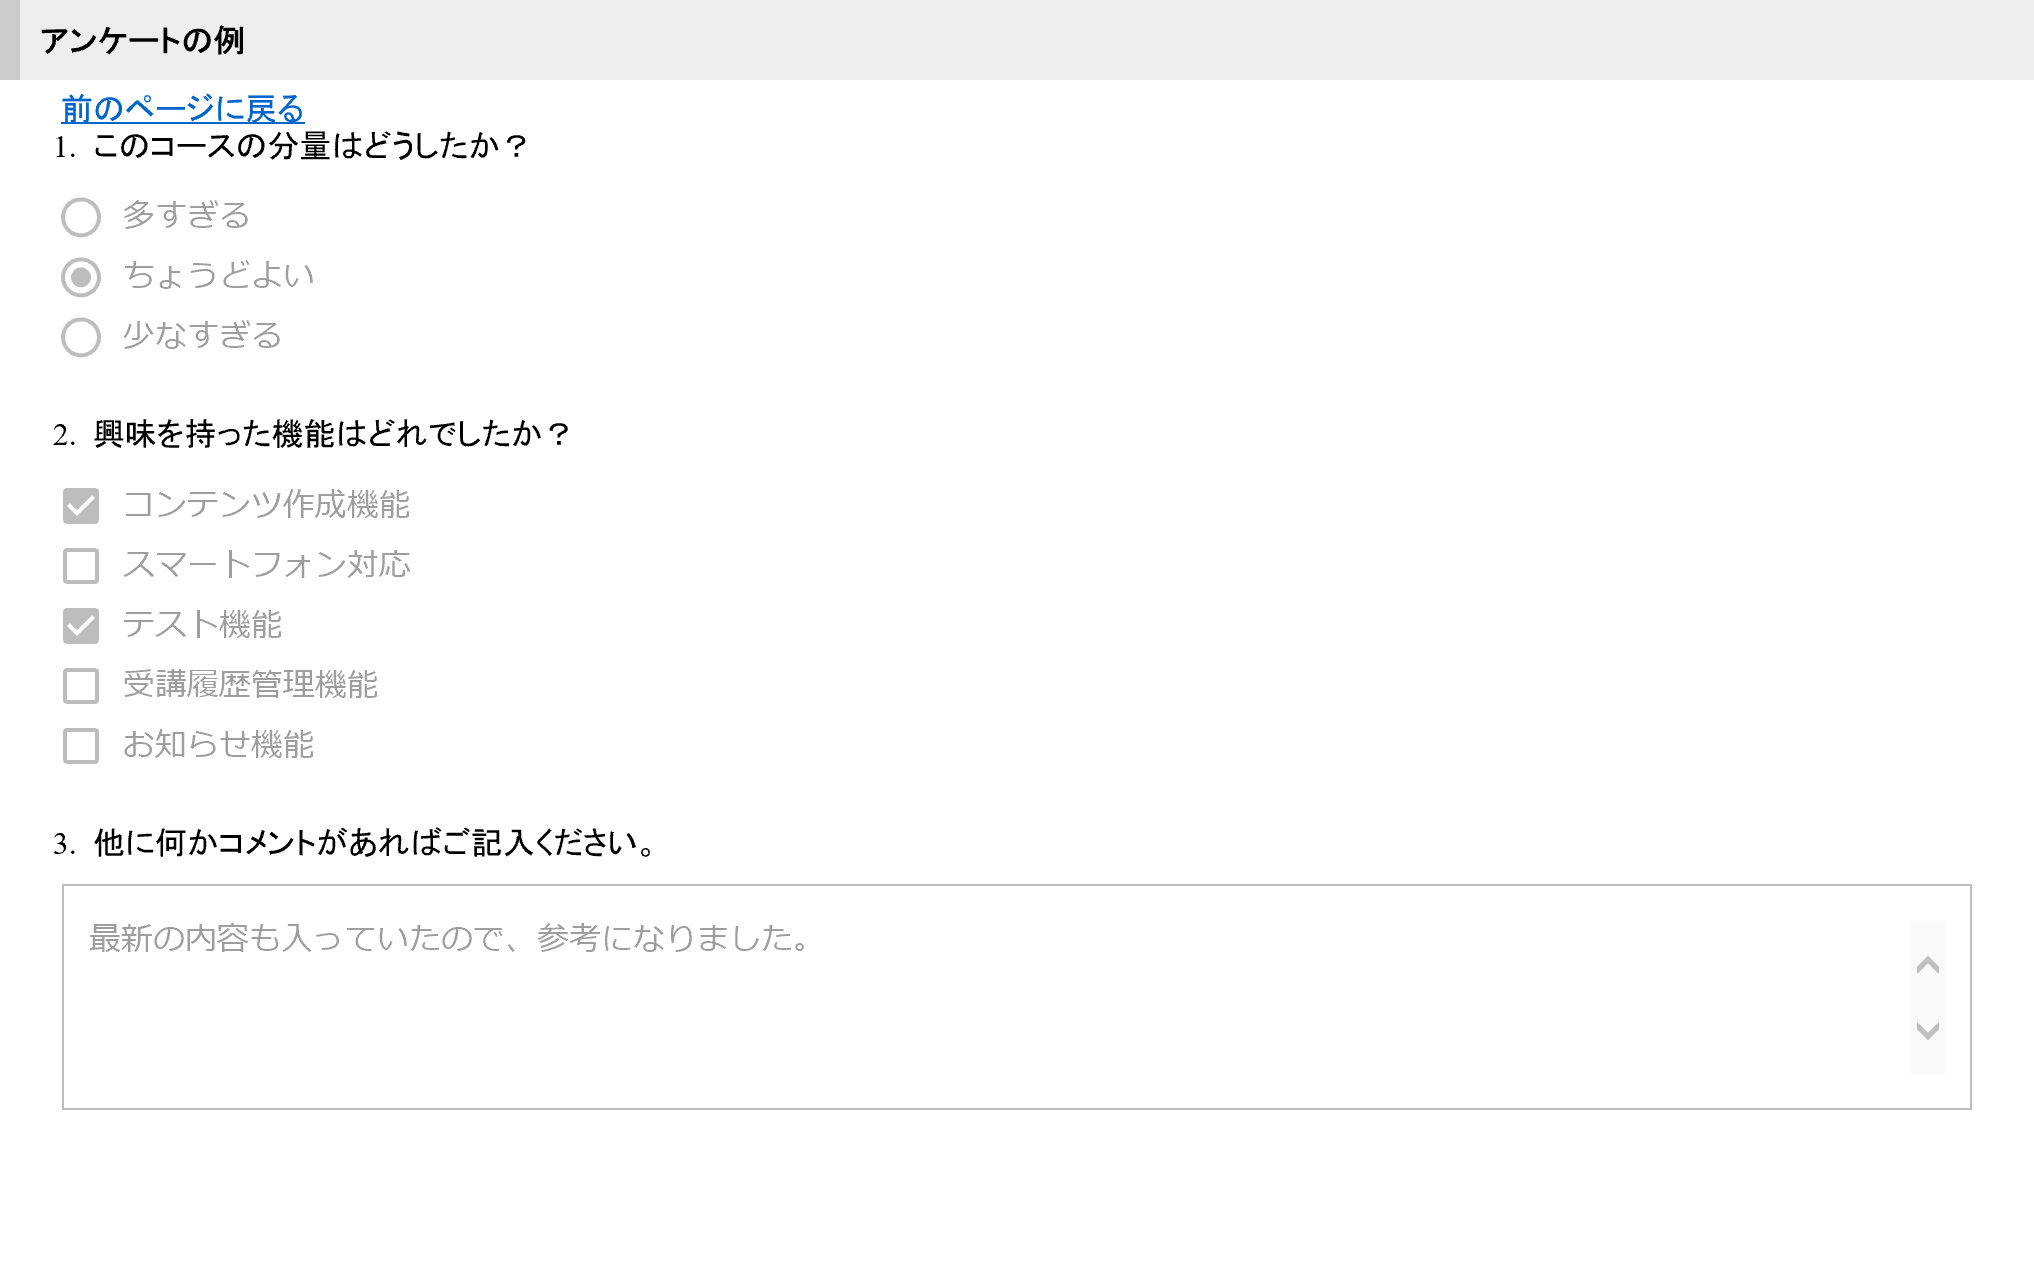 アンケートの例
前のページに戻る
1. このコースの分量はどうしたか？
多すぎる
ちょうどよい
少なすぎる
2. 興味を持った機能はどれでしたか？
コンテンツ作成機能
スマートフォン対応
テスト機能
受講履歴管理機能
お知らせ機能
3. 他に何かコメントがあればご記入ください。
最新の内容も入っていたので、参考になりました。